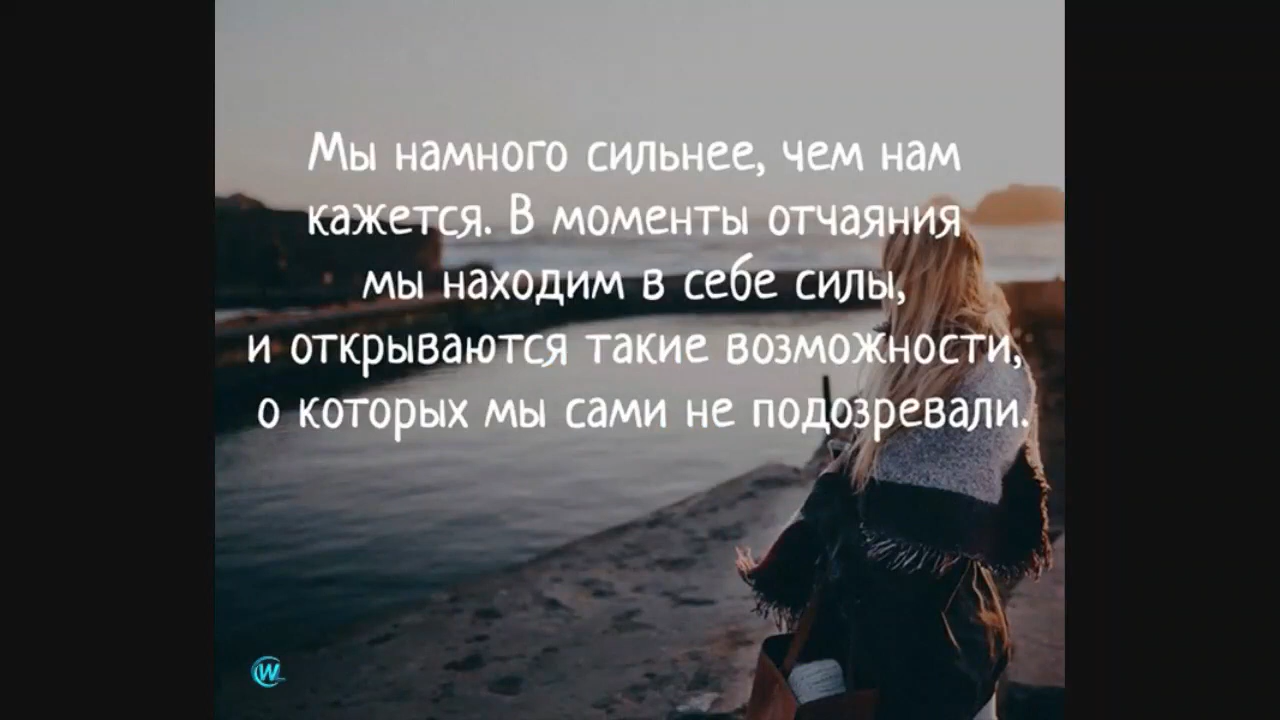 Мы намного сильнее, чем нам
кажется. В моменты отчаяния
мы находим в себе силы,
и открываются такие возможности,
о которых мы сами не подозревали.
W